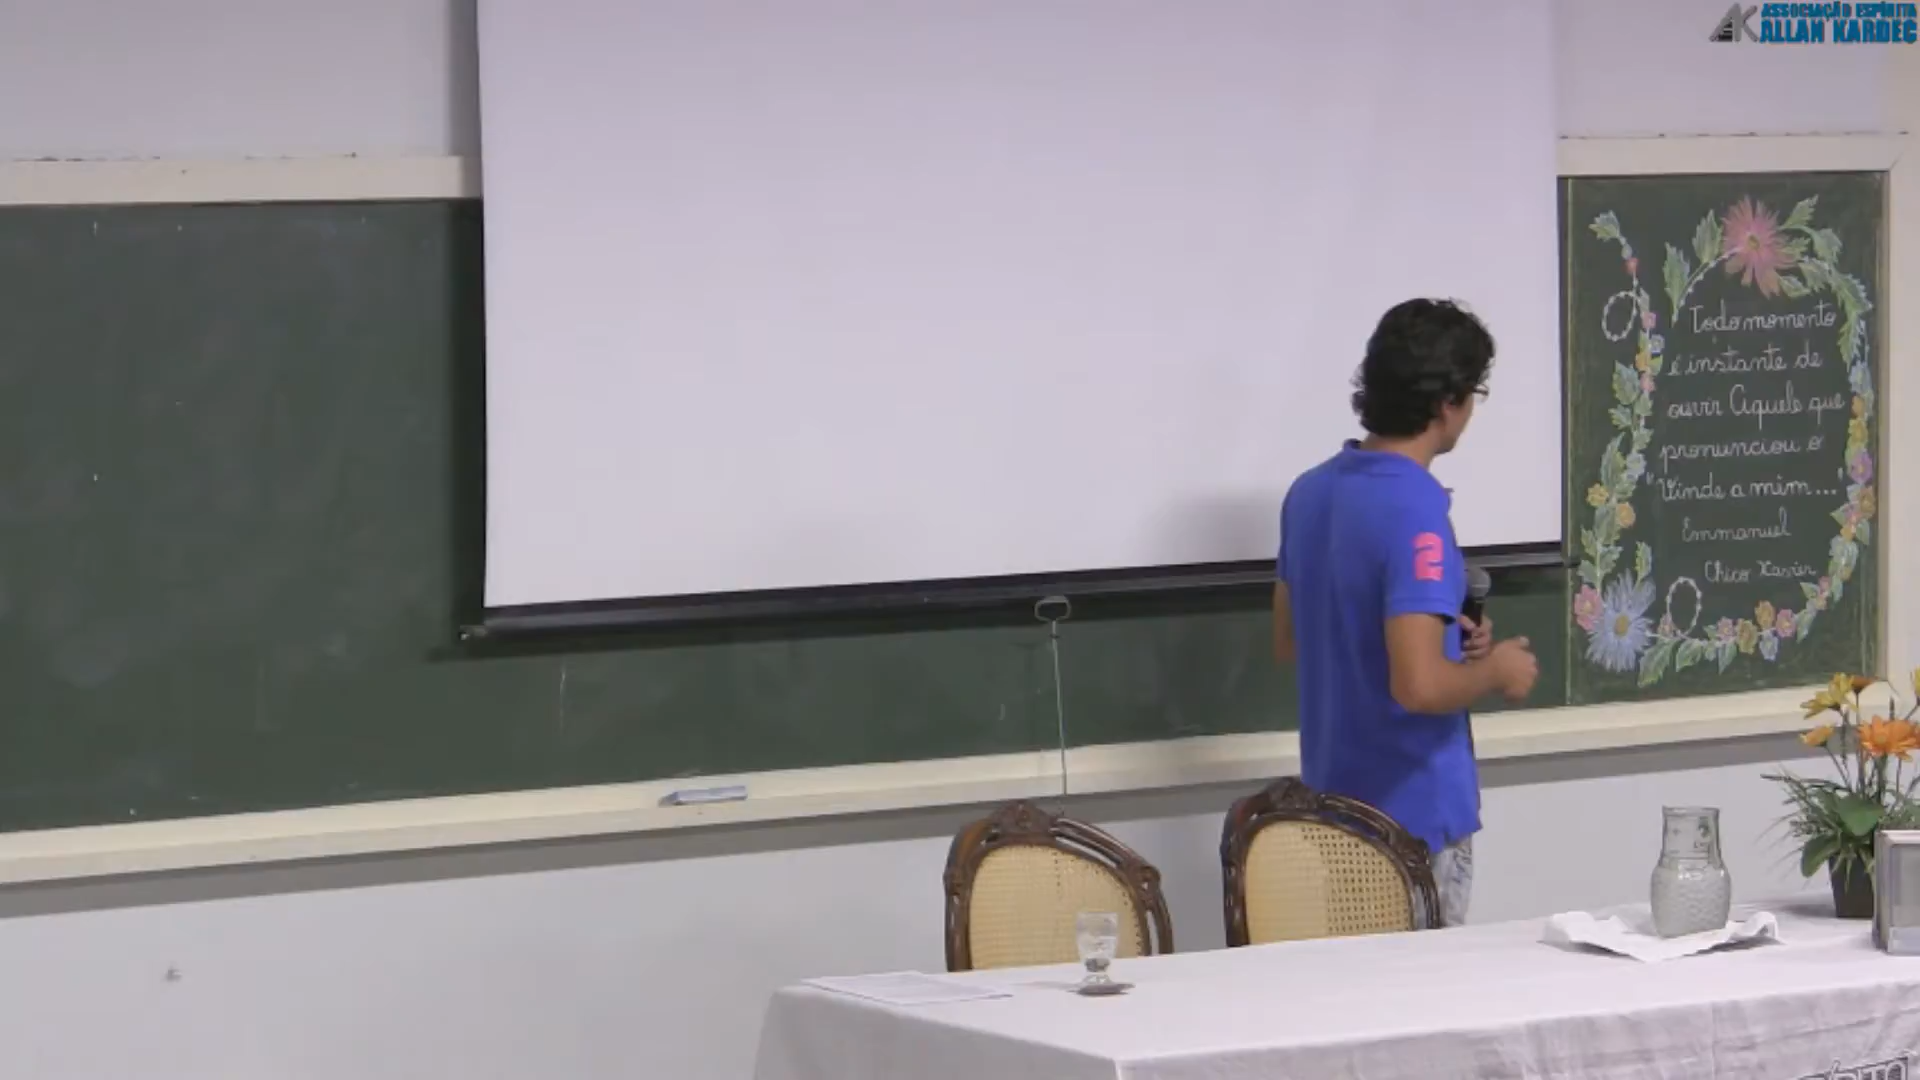 ASSOCIAÇÃO ESPÍRITA
ALLAN KARDEC
Todo momento
é instante de
ouvir Aquele que
pronunciou o
"Vinde a mim..."
Emmanuel
Chico Xavier
2